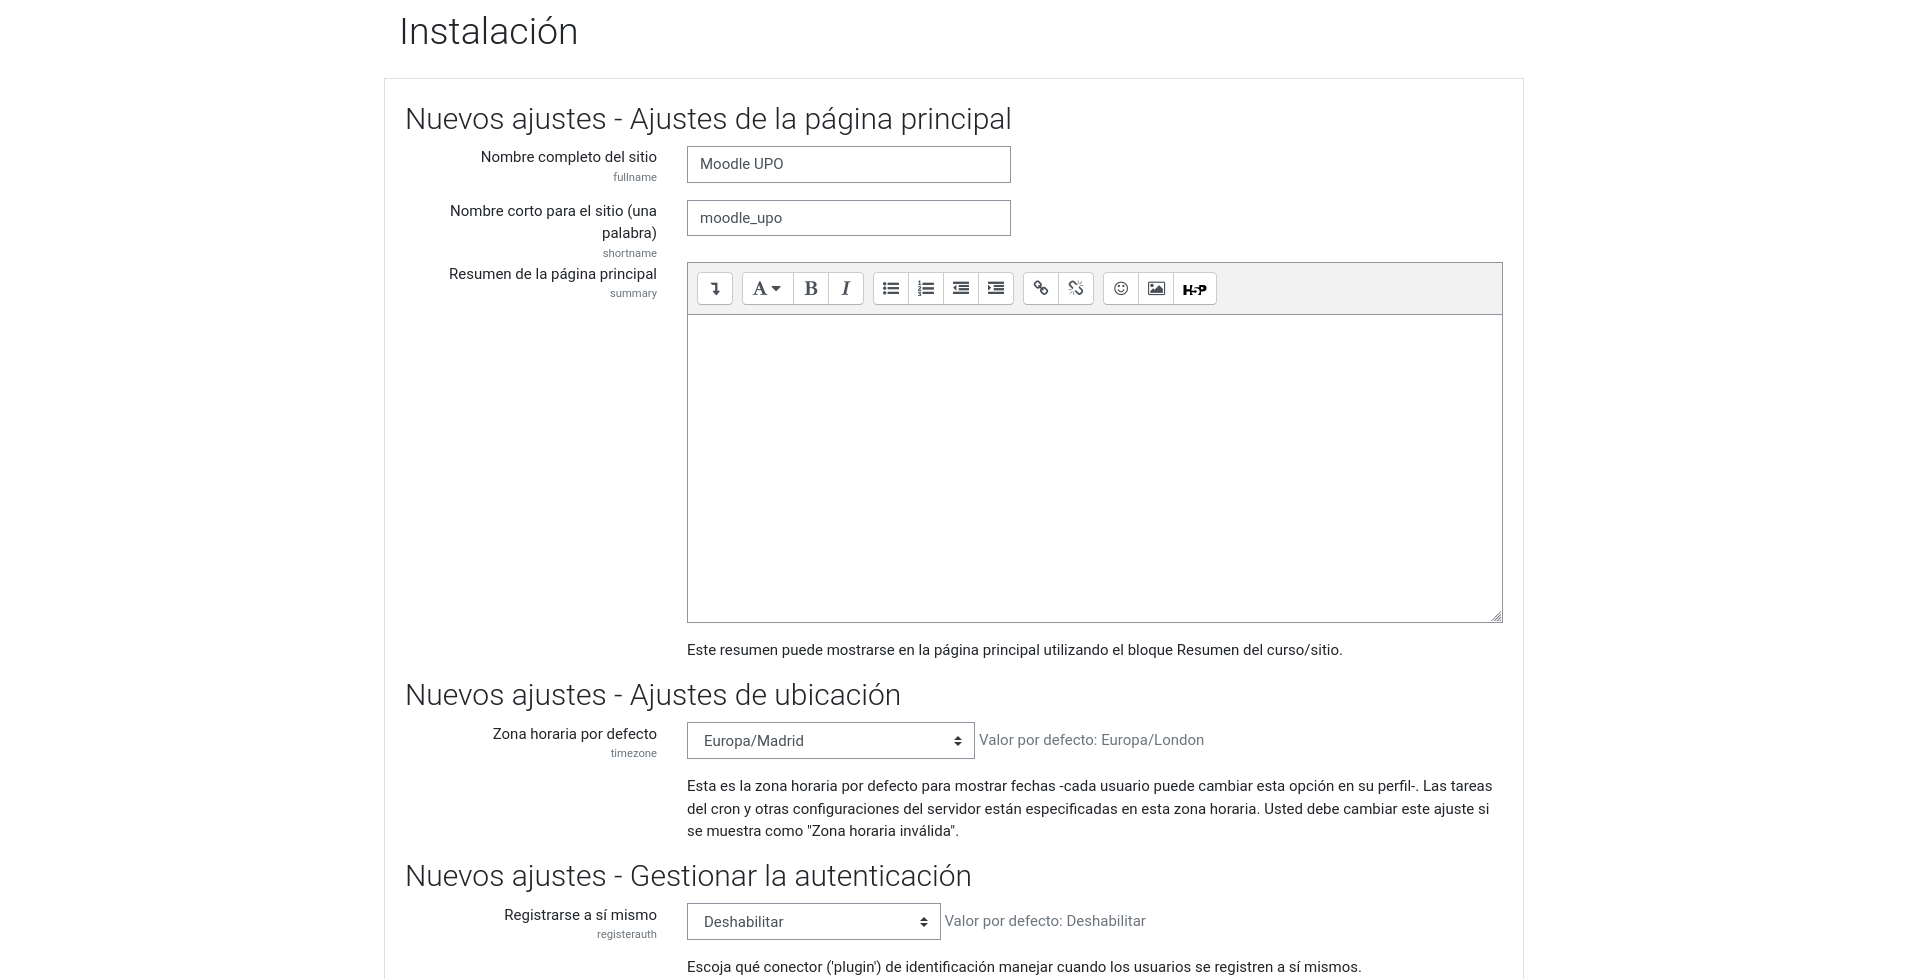 Instalación
Nuevos ajustes - Ajustes de la página principal
Nombre completo del sitio
fullname
Moodle UPO
Nombre corto para el sitio (una
palabra)
shortname
moodle_upo
Resumen de la página principal
summary
A B I
H5P
Este resumen puede mostrarse en la página principal utilizando el bloque Resumen del curso/sitio.
Nuevos ajustes - Ajustes de ubicación
Zona horaria por defecto
timezone
Europa/Madrid
Valor por defecto: Europa/London
Esta es la zona horaria por defecto para mostrar fechas -cada usuario puede cambiar esta opción en su perfil-. Las tareas
del cron y otras configuraciones del servidor están especificadas en esta zona horaria. Usted debe cambiar este ajuste si
se muestra como "Zona horaria inválida".
Nuevos ajustes - Gestionar la autenticación
Registrarse a sí mismo
registerauth
Deshabilitar
Valor por defecto: Deshabilitar
Escoja qué conector ('plugin') de identificación manejar cuando los usuarios se registren a sí mismos.